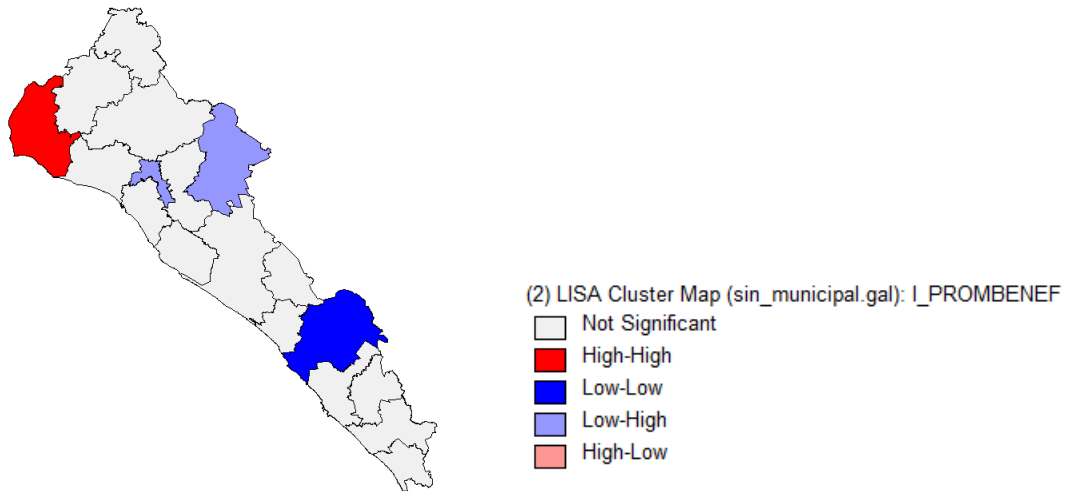 (2) LISA Cluster Map (sin_municipal.gal): I_PROMBENEF
Not Significant
High-High
Low-Low
Low-High
High-Low